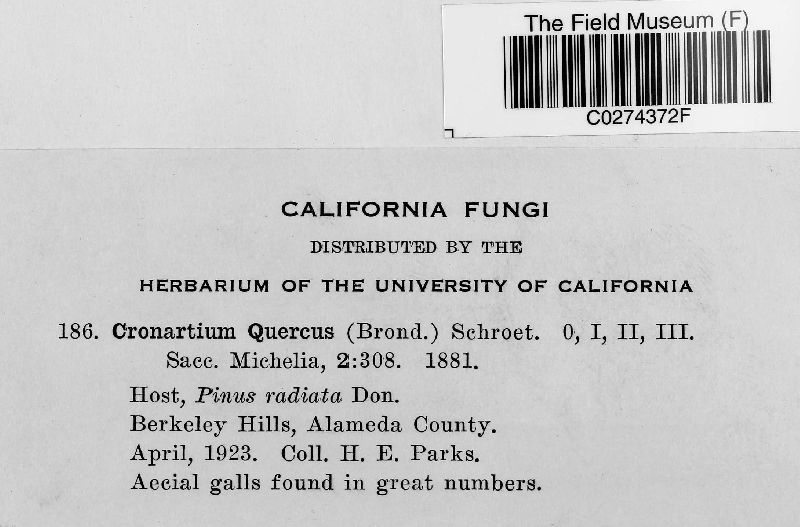 The Field Museum (F)
C0274372F
CALIFORNIA FUNGI
DISTRIBUTED BY THE
HERBARIUM OF THE UNIVERSITY OF CALIFORNIA
186. Cronartium Quercus (Brond.) Schroet. 0, I, II, III.
Sacc. Michelia, 2:308. 1881.
Host, Pinus radiata Don.
Berkeley Hills, Alameda County.
April, 1923. Coll. H. E. Parks.
Aecial galls found in great numbers.